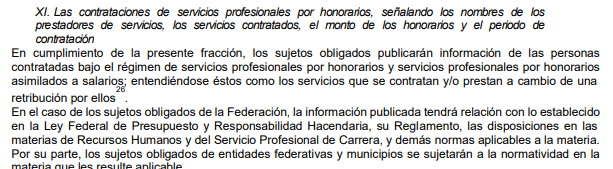 XI. Las contrataciones de servicios profesionales por honorarios, señalando los nombres de los
prestadores de servicios, los servicios contratados, el monto de los honorarios y el periodo de
contratación
En cumplimiento de la presente fracción, los sujetos obligados publicarán información de las personas
contratadas bajo el régimen de servicios profesionales por honorarios y servicios profesionales por honorarios
asimilados a salarios; entendiéndose éstos como los servicios que se contratan y/o prestan a cambio de una
retribución por ellos26.
En el caso de los sujetos obligados de la Federación, la información publicada tendrá relación con lo establecido
en la Ley Federal de Presupuesto y Responsabilidad Hacendaria, su Reglamento, las disposiciones en las
materias de Recursos Humanos y del Servicio Profesional de Carrera, y demás normas aplicables a la materia.
Por su parte, los sujetos obligados de entidades federativas y municipios se sujetarán a la normatividad en la
materia que les resulte aplicable.